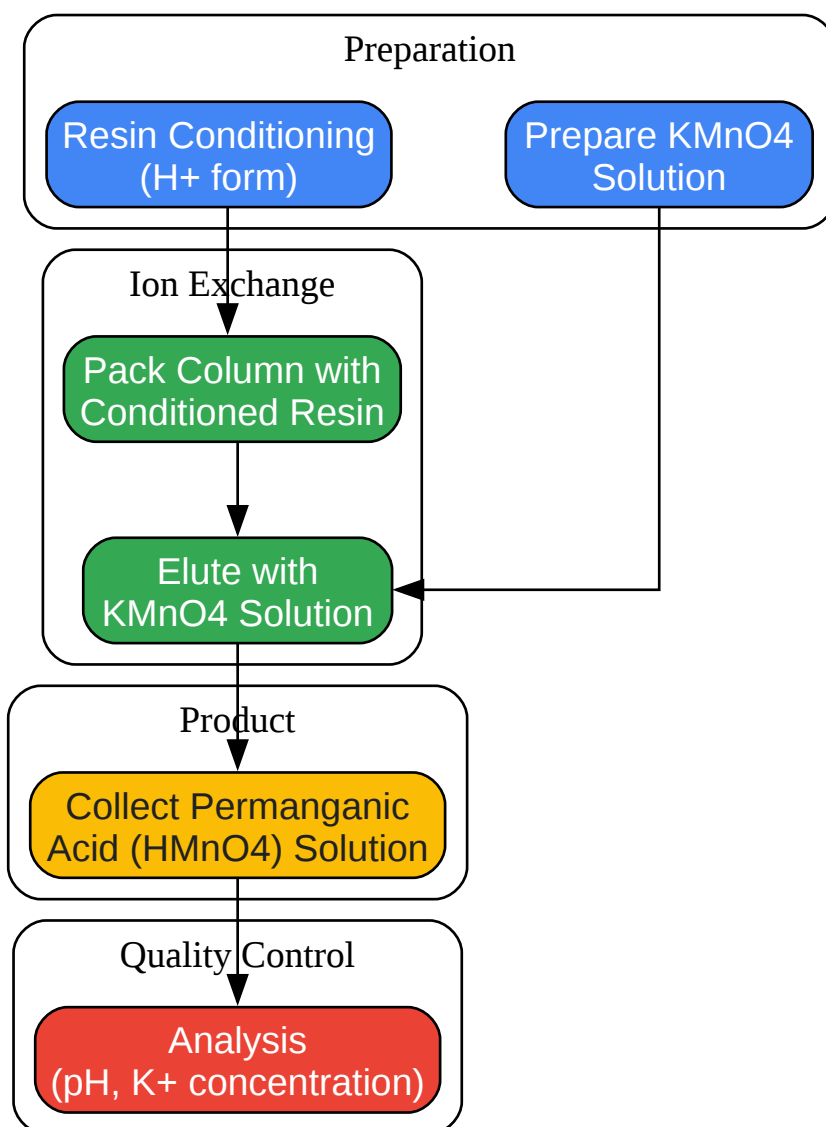 Preparation
Resin Conditioning
(H+ form)
Prepare KMnO4
Solution
Ion Exchange
Pack Column with
Conditioned Resin
Elute with
KMnO4 Solution
Product
Collect Permanganic
Acid (HMnO4) Solution
Quality Control
Analysis
(pH, K+ concentration)